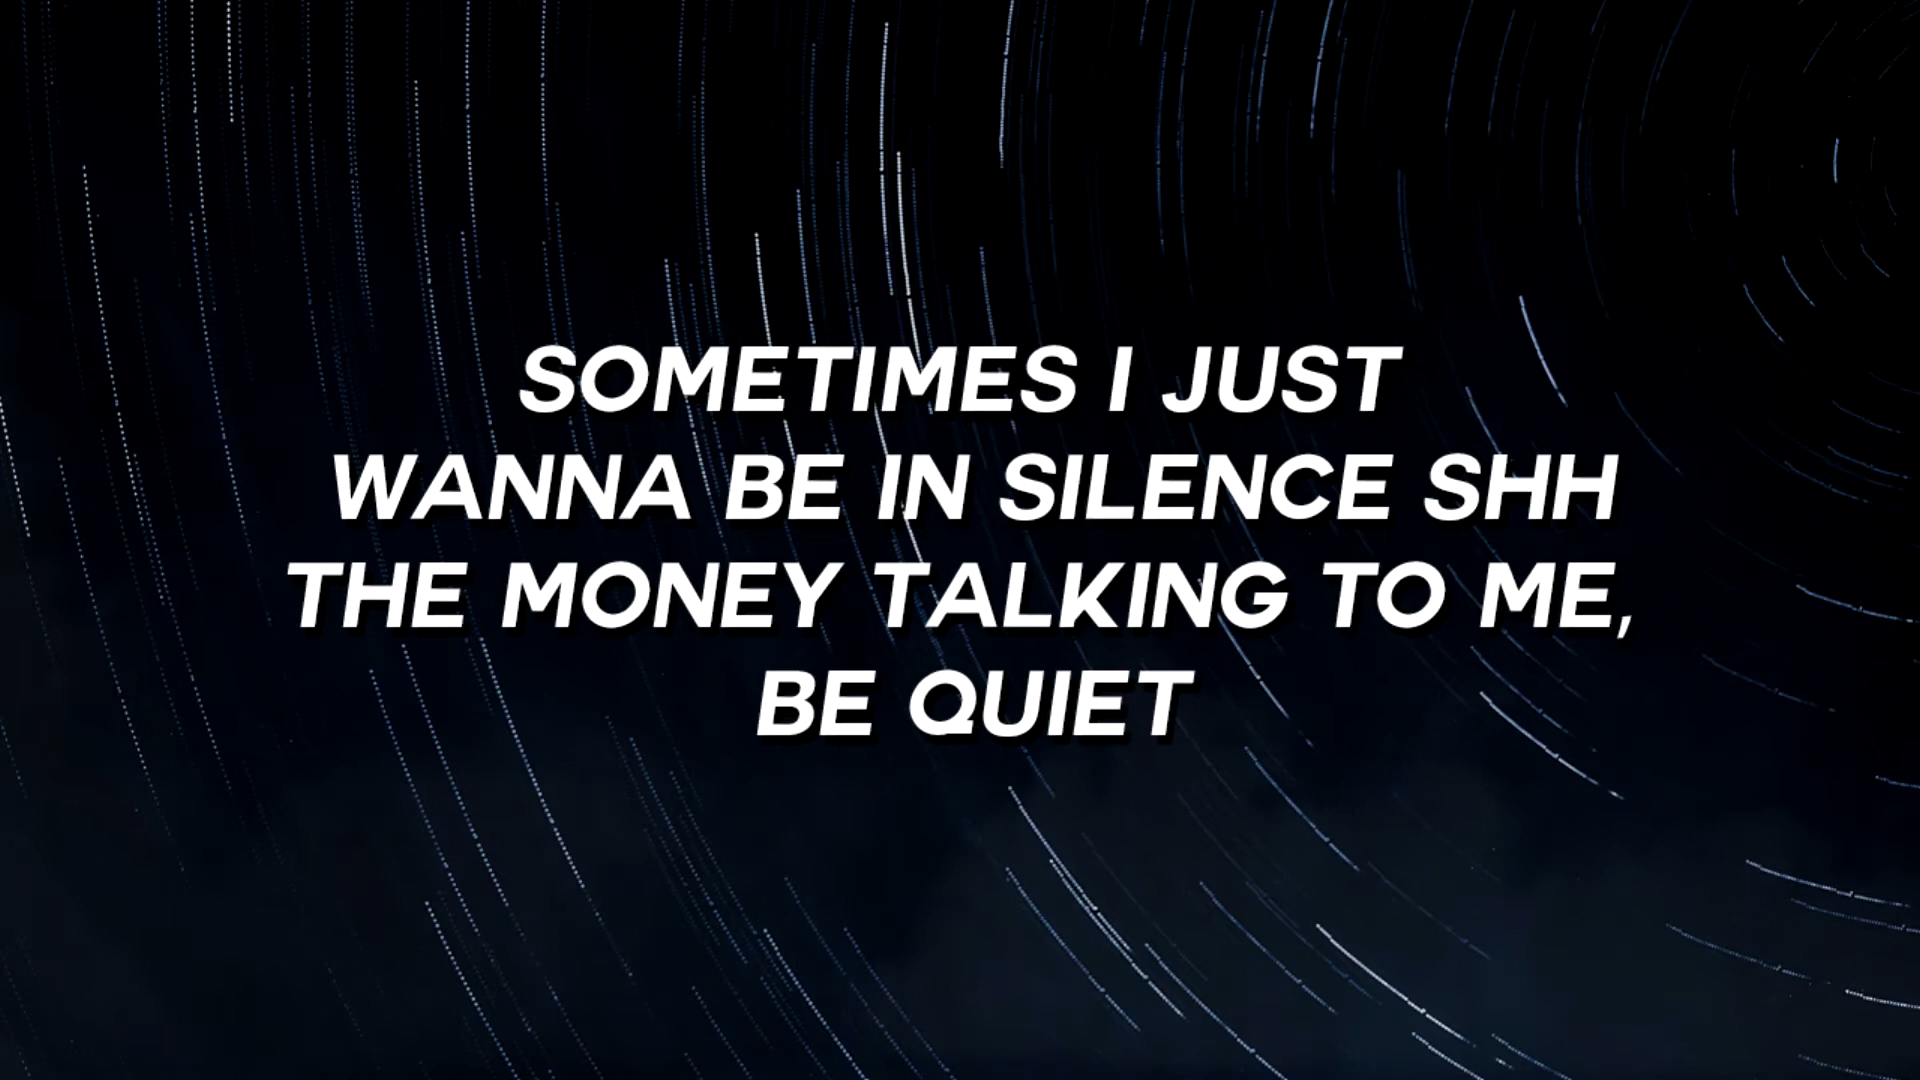 SOMETIMES I JUST
WANNA BE IN SILENCE SHH
THE MONEY TALKING TO ME,
BE QUIET